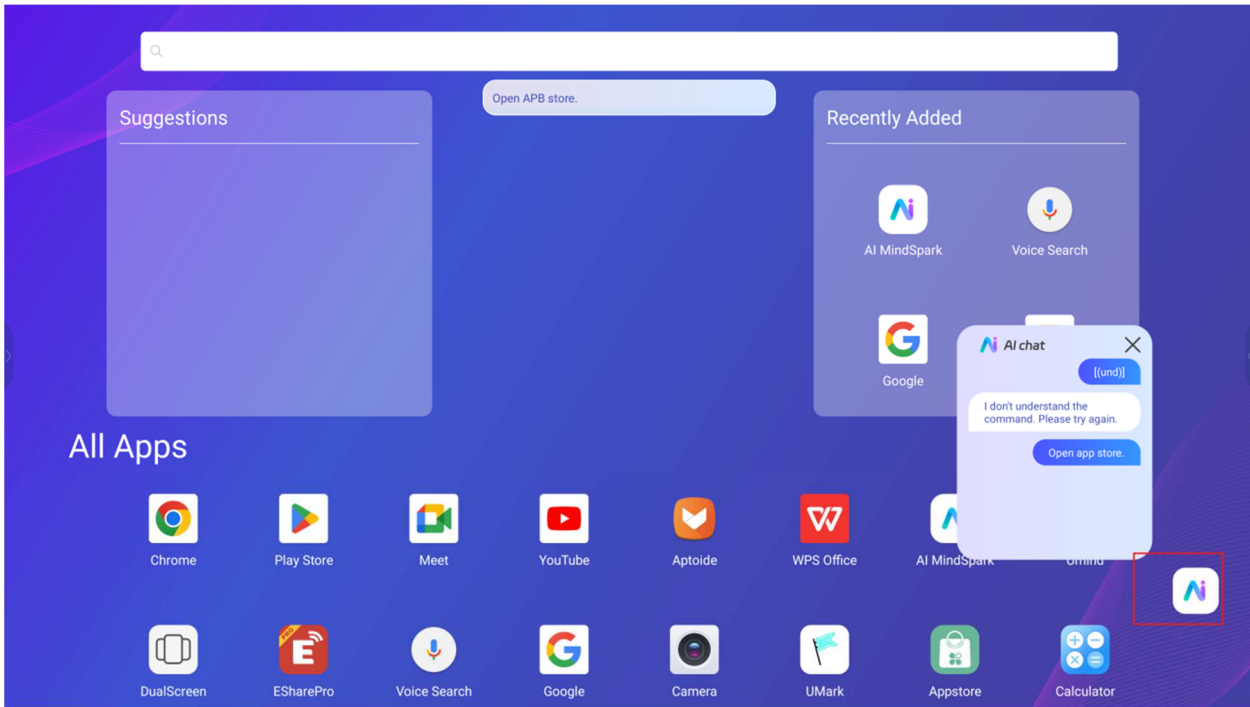 Open APB store.
Suggestions
Recently Added
AI MindSpark
Voice Search
Google
AI chat
[(und)]
I don't understand the
command. Please try again.
Open app store.
All Apps
Chrome
Play Store
Meet
YouTube
Aptoide
WPS Office
AI MindSpark
PRO
E
DualScreen
ESharePro
Voice Search
Google
Camera
UMark
Appstore
Calculator